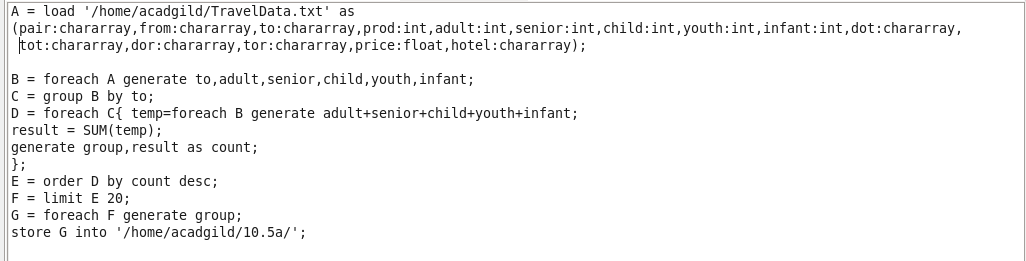 A = load '/home/acadgild/TravelData.txt' as
(pair:chararray,from:chararray,to:chararray,prod:int,adult:int,senior:int,child:int,youth:int,infant:int,dot:chararray,
tot:chararray,dor:chararray,tor:chararray,price:float,hotel:chararray);
B = foreach A generate to,adult,senior,child,youth,infant;
C = group B by to;
D = foreach C{ temp=foreach B generate adult+senior+child+youth+infant;
result = SUM(temp);
generate group,result as count;
};
E = order D by count desc;
F = limit E 20;
G = foreach F generate group;
store G into '/home/acadgild/10.5a/';